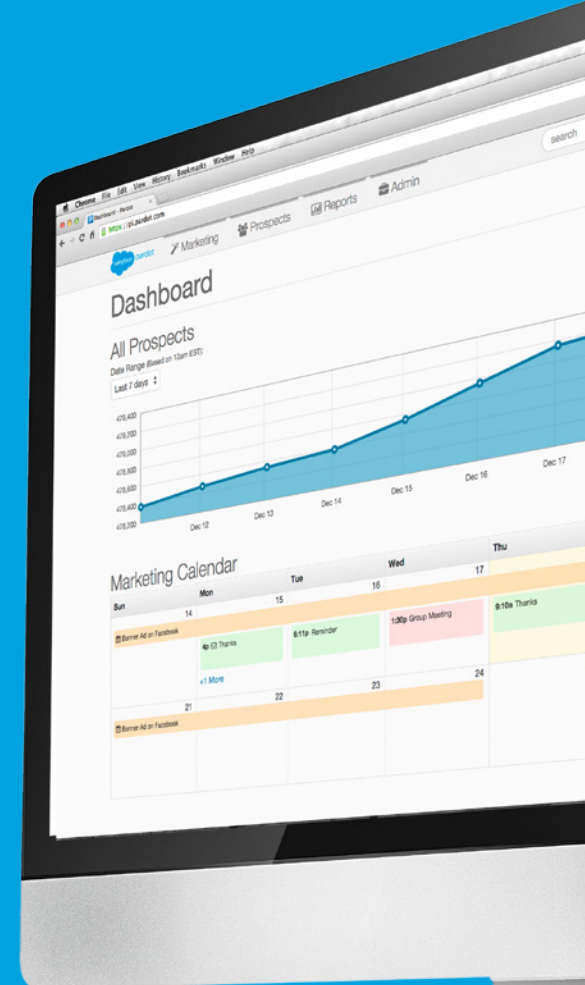 Chrome File Edit View History Bookmarks Window Help
Dashboard - Pardot
https://pi.pardot.com
search
salesforce pardot Marketing Prospects Reports Admin
Dashboard
All Prospects
Date Range (Based on 12am EST):
Last 7 days
479,400
479,200
479,000
478,800
478,600
478,400
478,200
Dec 12 Dec 13 Dec 14 Dec 15 Dec 16 Dec 17
Marketing Calendar
Sun Mon Tue Wed Thu
14 15 16 17
Banner Ad on Facebook
4p Thanks
6:11p Reminder
1:30p Group Meeting
9:10a Thanks
+1 More
21 22 23 24
Banner Ad on Facebook